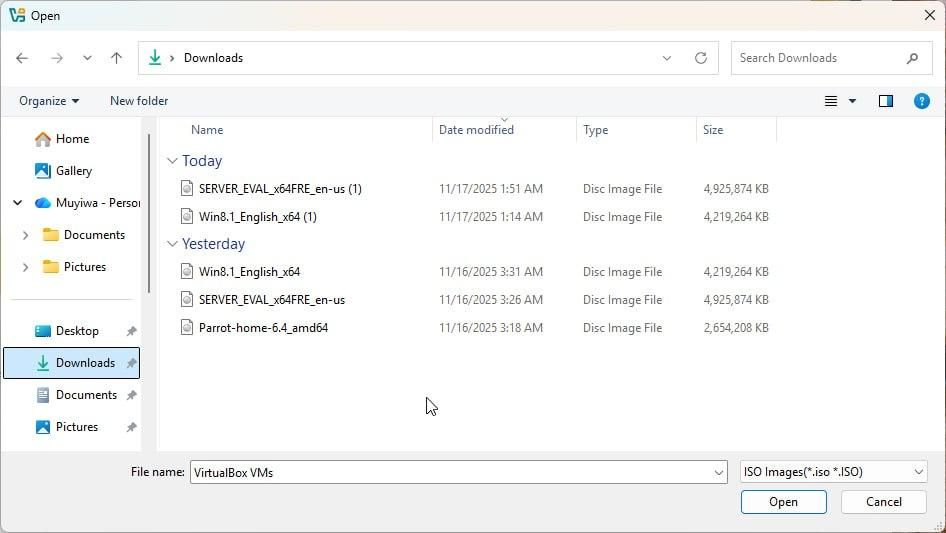 Open
Downloads
Search Downloads
Organize New folder
Name Date modified Type Size
Home
Gallery
Muyiwa - Perso
Documents
Pictures
Desktop
Downloads
Documents
Pictures
Today
SERVER_EVAL_x64FRE_en-us (1) 11/17/2025 1:51 AM Disc Image File 4,925,874 KB
Win8.1_English_x64 (1) 11/17/2025 1:14 AM Disc Image File 4,219,264 KB
Yesterday
Win8.1_English_x64 11/16/2025 3:31 AM Disc Image File 4,219,264 KB
SERVER_EVAL_x64FRE_en-us 11/16/2025 3:26 AM Disc Image File 4,925,874 KB
Parrot-home-6.4_amd64 11/16/2025 3:18 AM Disc Image File 2,654,208 KB
File name: VirtualBox VMs ISO Images(*.iso *.ISO)
Open Cancel